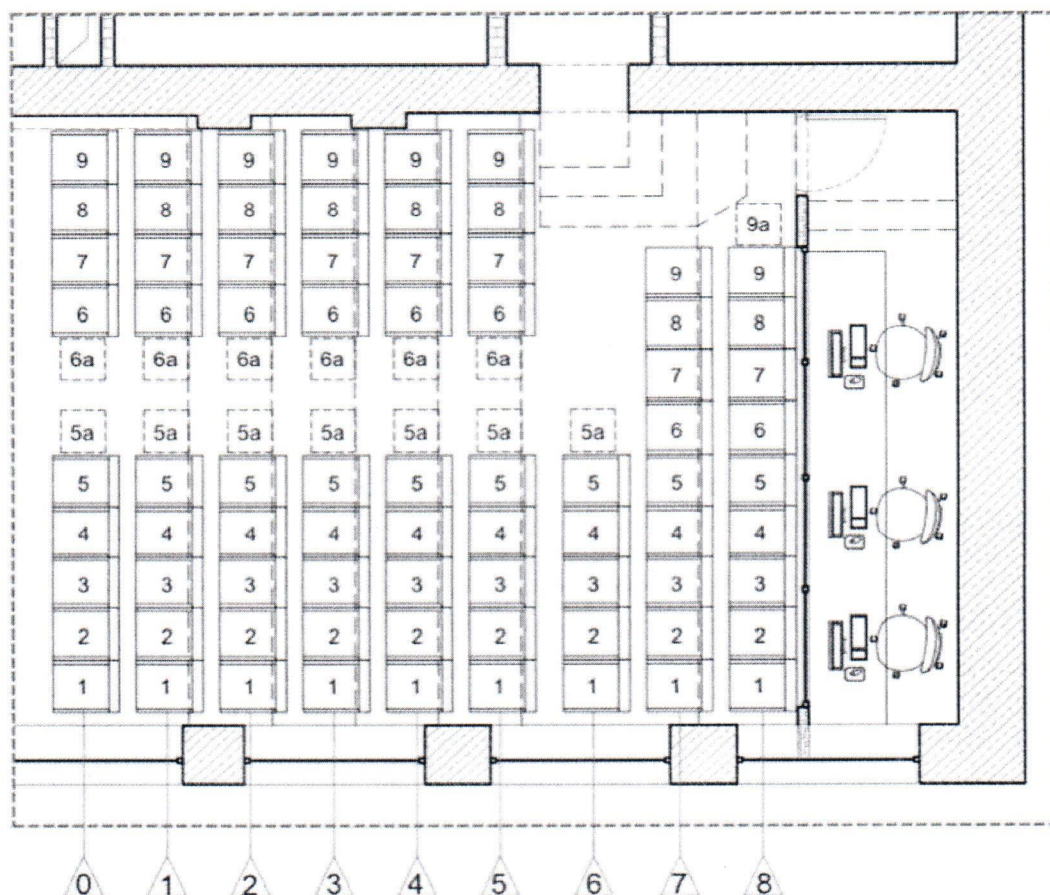 9 9 9 9 9 9
8 8 8 8 8 8
9a
7 7 7 7 7 7 9 9
6 6 6 6 6 6 8 8
6a 6a 6a 6a 6a 6a 7 7
5a 5a 5a 5a 5a 5a 5a 6 6
5 5 5 5 5 5 5 5 5
4 4 4 4 4 4 4 4 4
3 3 3 3 3 3 3 3 3
2 2 2 2 2 2 2 2 2
1 1 1 1 1 1 1 1 1
0 1 2 3 4 5 6 7 8